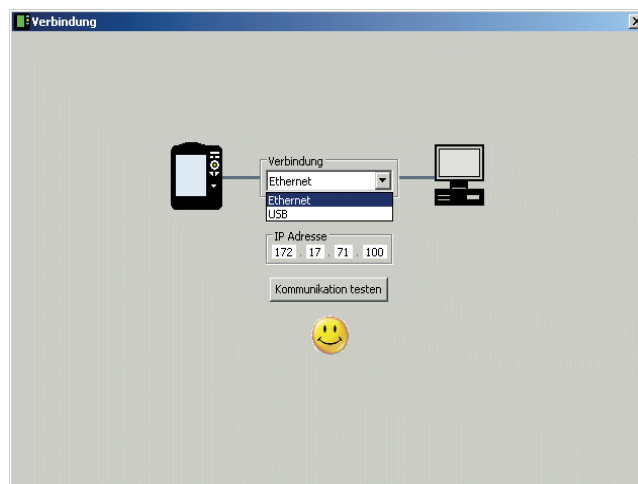 Verbindung
Verbindung
Ethernet
Ethernet
USB
IP Adresse
172 . 17 . 71 . 100
Kommunikation testen